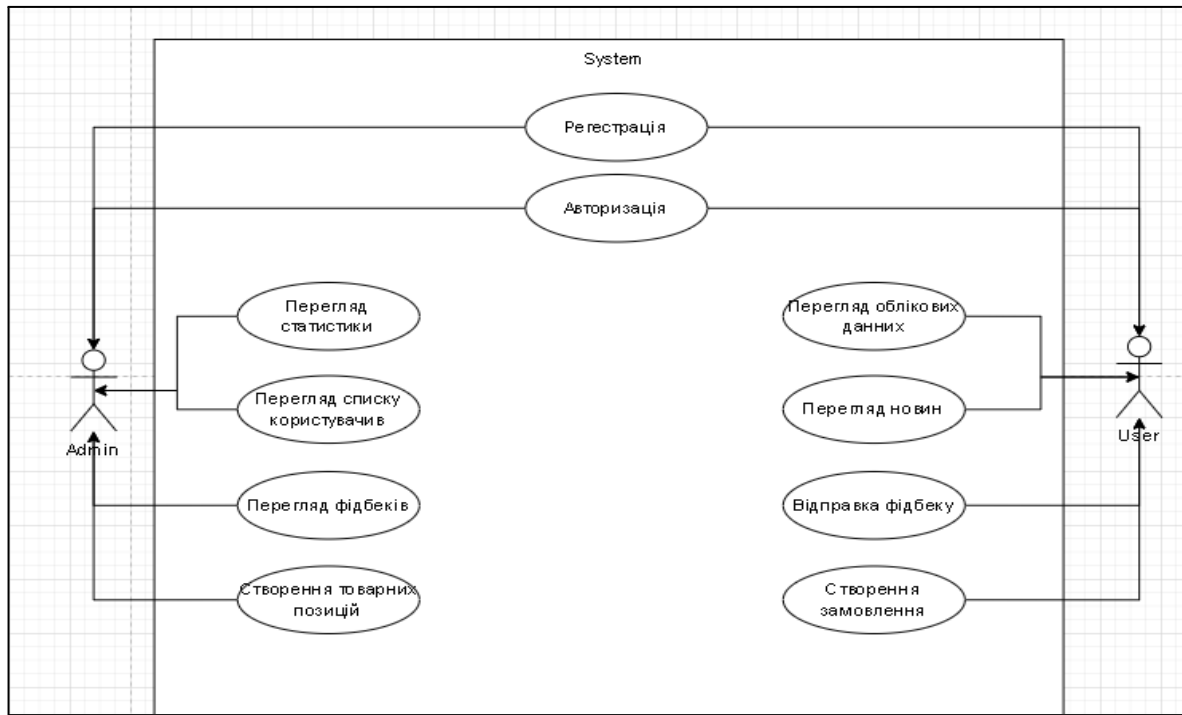 System
Регестрація
Авторизація
Перегляд
статистики
Перегляд облікових
данних
Перегляд списку
користувачив
Перегляд новин
Admin
User
Перегляд фідбеків
Відправка фідбеку
Створення товарних
позицій
Створення
замовлення